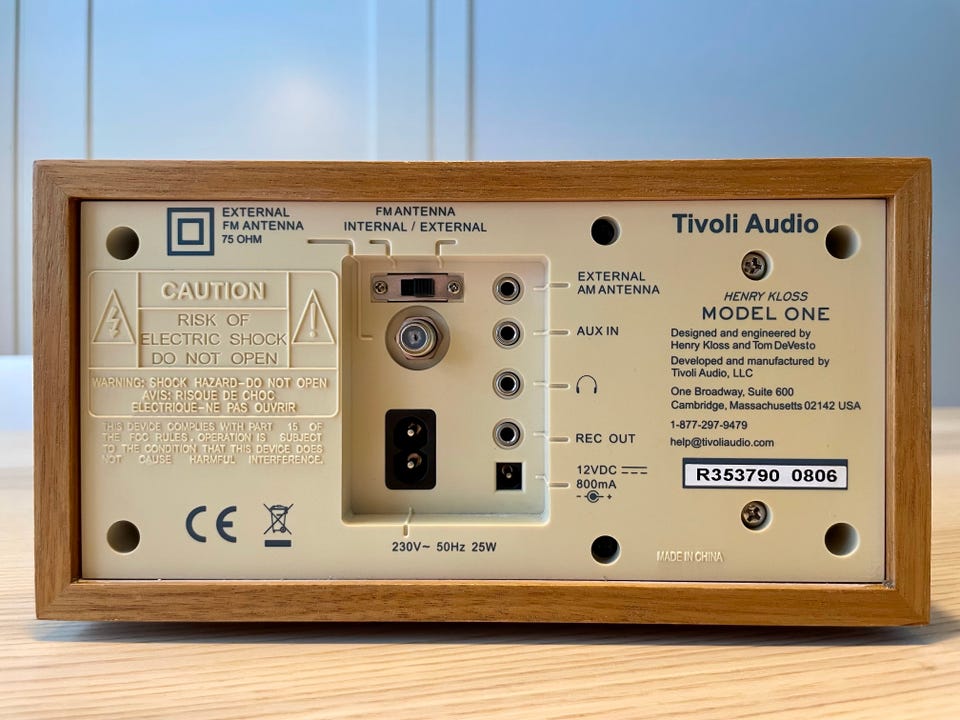 EXTERNAL
FM ANTENNA
75 OHM
FM ANTENNA
INTERNAL / EXTERNAL
CAUTION
RISK OF
ELECTRIC SHOCK
DO NOT OPEN
WARNING: SHOCK HAZARD-DO NOT OPEN
AVIS: RISQUE DE CHOC
ELECTRIQUE-NE PAS OUVRIR
THIS DEVICE COMPLIES WITH PART 15 OF
THE FCC RULES. OPERATION IS SUBJECT
TO THE CONDITION THAT THIS DEVICE DOES
NOT CAUSE HARMFUL INTERFERENCE.
CE
230V~ 50Hz 25W
EXTERNAL
AM ANTENNA
AUX IN
REC OUT
12VDC
800mA
- +
Tivoli Audio
HENRY KLOSS
MODEL ONE
Designed and engineered by
Henry Kloss and Tom DeVesto
Developed and manufactured by
Tivoli Audio, LLC
One Broadway, Suite 600
Cambridge, Massachusetts 02142 USA
1-877-297-9479
help@tivoliaudio.com
R353790 0806
MADE IN CHINA